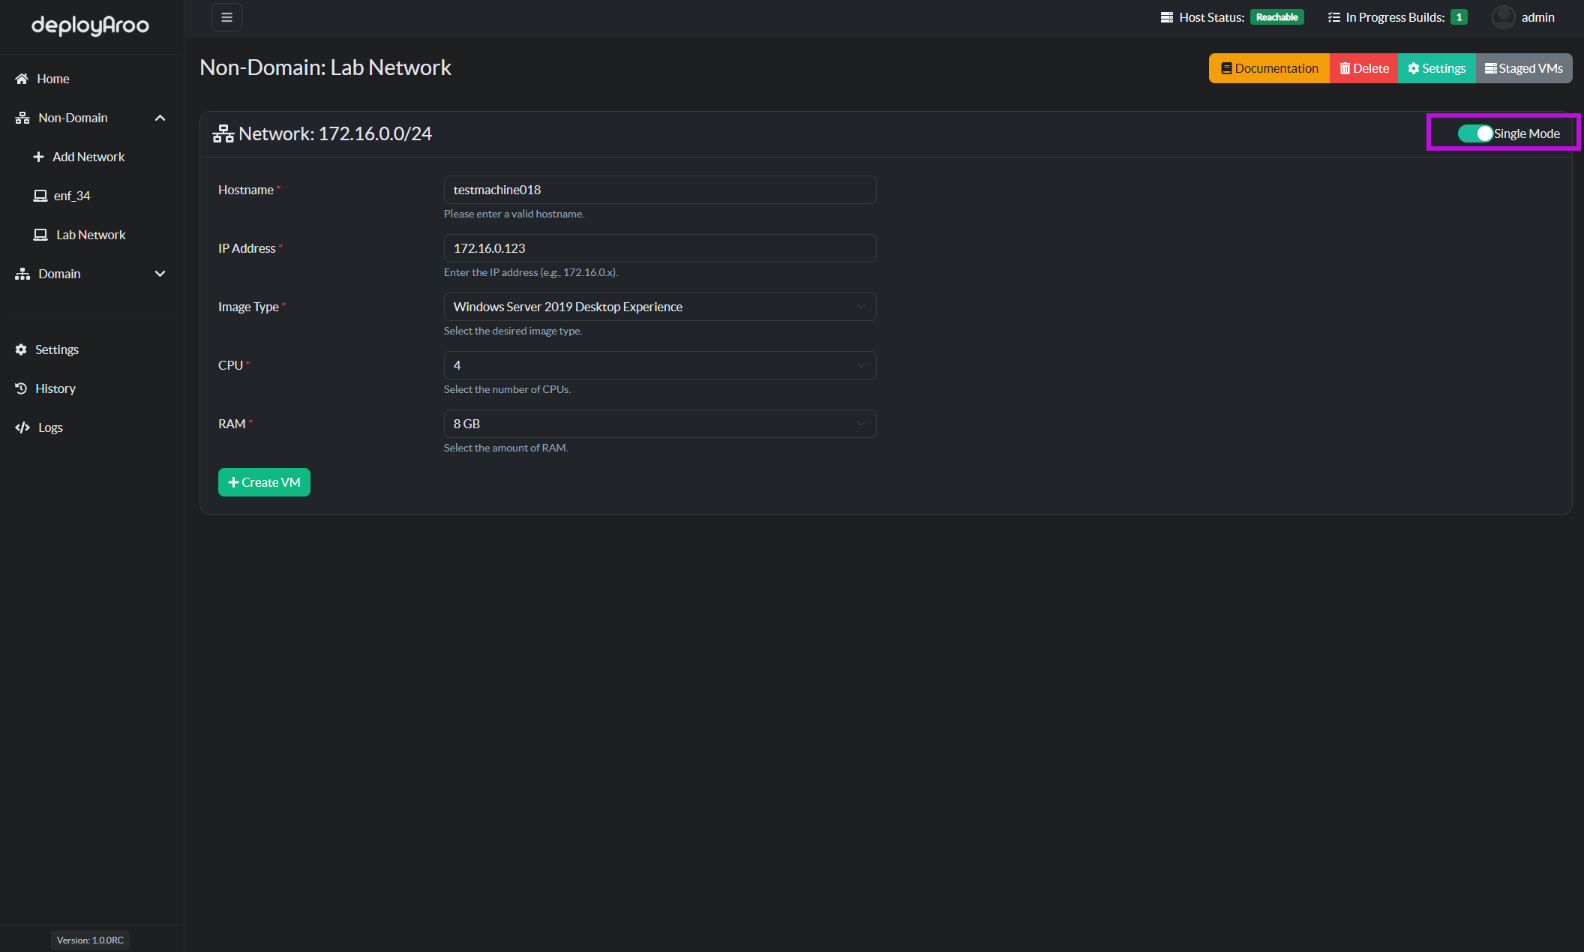 deployAroo
Host Status: Reachable
In Progress Builds: 1
admin
Home
Non-Domain
Add Network
enf_34
Lab Network
Domain
Settings
History
Logs
Version: 1.0.0RC
Non-Domain: Lab Network
Documentation
Delete
Settings
Staged VMs
Network: 172.16.0.0/24
Single Mode
Hostname *
testmachine018
Please enter a valid hostname.
IP Address *
172.16.0.123
Enter the IP address (e.g., 172.16.0.x).
Image Type *
Windows Server 2019 Desktop Experience
Select the desired image type.
CPU *
4
Select the number of CPUs.
RAM *
8 GB
Select the amount of RAM.
+ Create VM